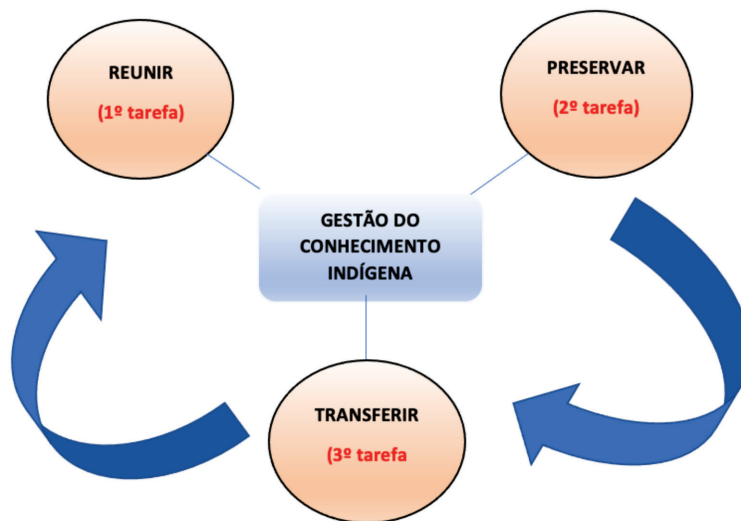 REUNIR
(1º tarefa)
PRESERVAR
(2º tarefa)
GESTÃO DO
CONHECIMENTO
INDÍGENA
TRANSFERIR
(3º tarefa